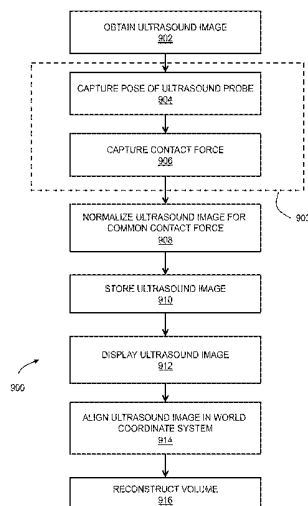 OBTAIN ULTRASOUND IMAGE
902
CAPTURE POSE OF ULTRASOUND PROBE
904
CAPTURE CONTACT FORCE
906
903
NORMALIZE ULTRASOUND IMAGE FOR
COMMON CONTACT FORCE
908
STORE ULTRASOUND IMAGE
910
DISPLAY ULTRASOUND IMAGE
912
900
ALIGN ULTRASOUND IMAGE IN WORLD
COORDINATE SYSTEM
914
RECONSTRUCT VOLUME
916